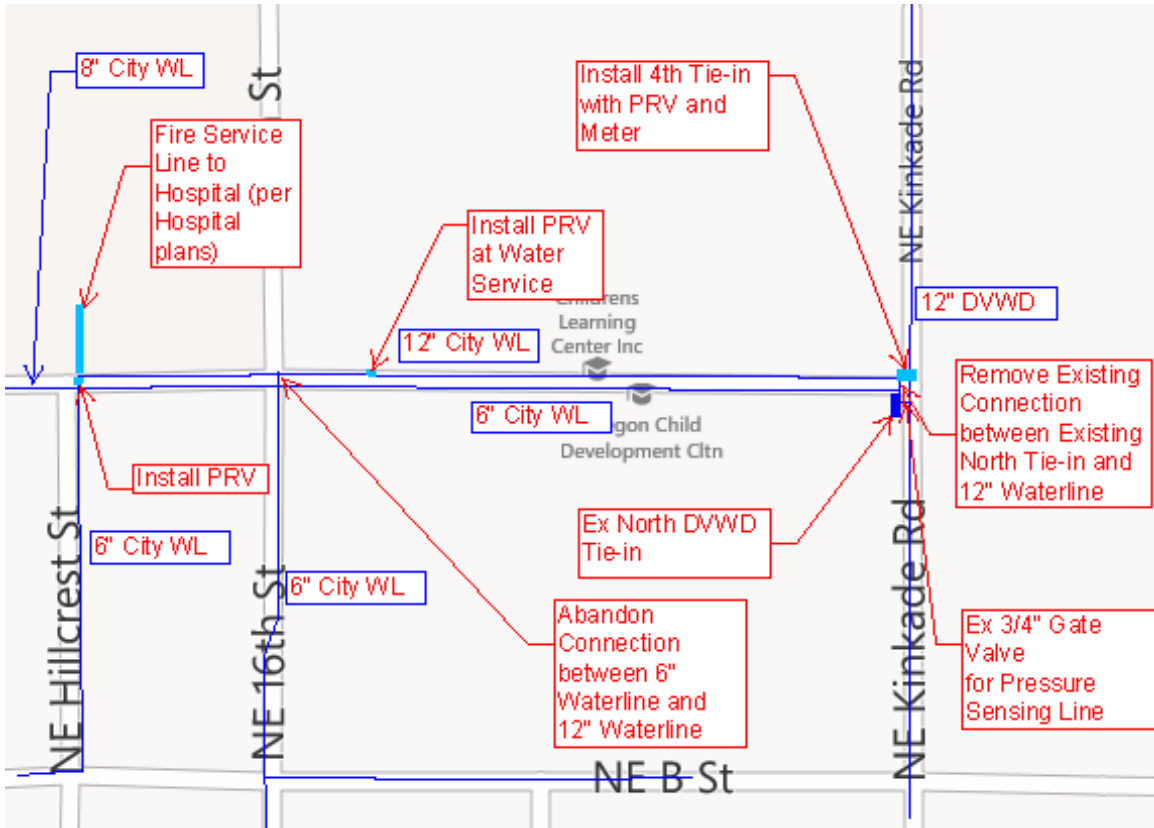 8" City WL
St
Fire Service
Line to
Hospital (per
Hospital
plans)
Install 4th Tie-in
with PRV and
Meter
NE Kinkade Rd
Install PRV
at Water
Service
Childrens
Learning
Center Inc
12" City WL
12" DVWD
6" City WL
egon Child
Development Cltn
Remove Existing
Connection
between Existing
North Tie-in and
12" Waterline
Install PRV
Ex North DVWD
Tie-in
6" City WL
6" City WL
NE Hillcrest St
NE 16th St
Abandon
Connection
between 6"
Waterline and
12" Waterline
NE Kinkade Rd
Ex 3/4" Gate
Valve
for Pressure
Sensing Line
NE B St